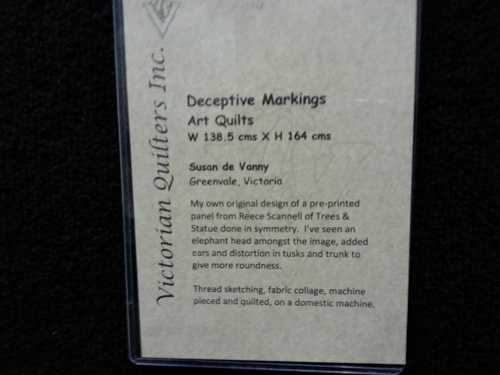 Victorian Quilters Inc.
Deceptive Markings
Art Quilts
W 138.5 cms X H 164 cms
Susan de Vanny
Greenvale, Victoria
My own original design of a pre-printed
panel from Reece Scannell of Trees &
Statue done in symmetry. I've seen an
elephant head amongst the image, added
ears and distortion in tusks and trunk to
give more roundness.
Thread sketching, fabric collage, machine
pieced and quilted, on a domestic machine.